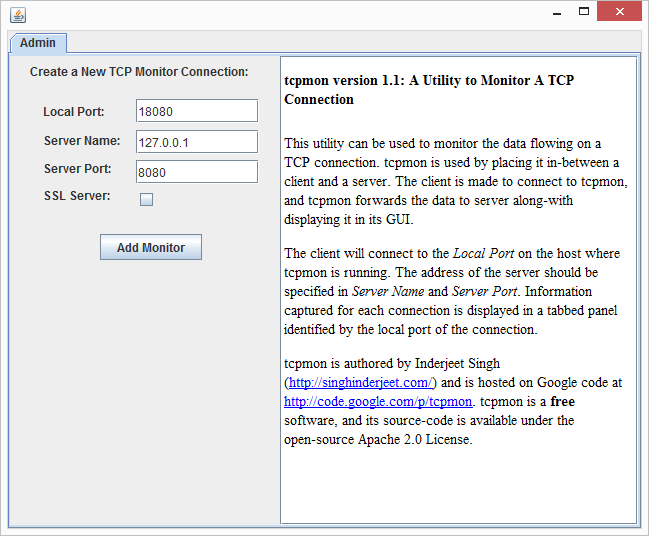 Admin
Create a New TCP Monitor Connection:
Local Port: 18080
Server Name: 127.0.0.1
Server Port: 8080
SSL Server:
Add Monitor
tcpmon version 1.1: A Utility to Monitor A TCP
Connection
This utility can be used to monitor the data flowing on a
TCP connection. tcpmon is used by placing it in-between a
client and a server. The client is made to connect to tcpmon,
and tcpmon forwards the data to server along-with
displaying it in its GUI.
The client will connect to the Local Port on the host where
tcpmon is running. The address of the server should be
specified in Server Name and Server Port. Information
captured for each connection is displayed in a tabbed panel
identified by the local port of the connection.
tcpmon is authored by Inderjeet Singh
(http://singhinderjeet.com/) and is hosted on Google code at
http://code.google.com/p/tcpmon. tcpmon is a free
software, and its source-code is available under the
open-source Apache 2.0 License.